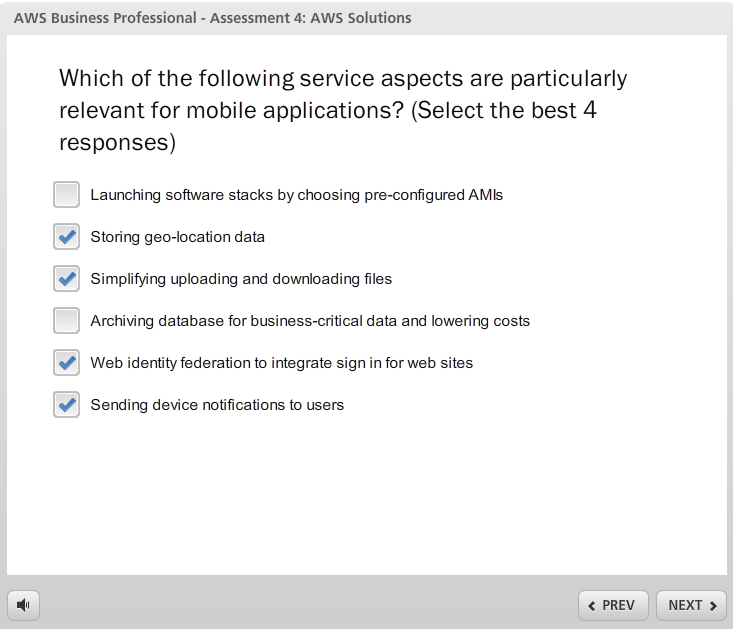 AWS Business Professional - Assessment 4: AWS Solutions
Which of the following service aspects are particularly
relevant for mobile applications? (Select the best 4
responses)
Launching software stacks by choosing pre-configured AMIs
Storing geo-location data
Simplifying uploading and downloading files
Archiving database for business-critical data and lowering costs
Web identity federation to integrate sign in for web sites
Sending device notifications to users
PREV
NEXT